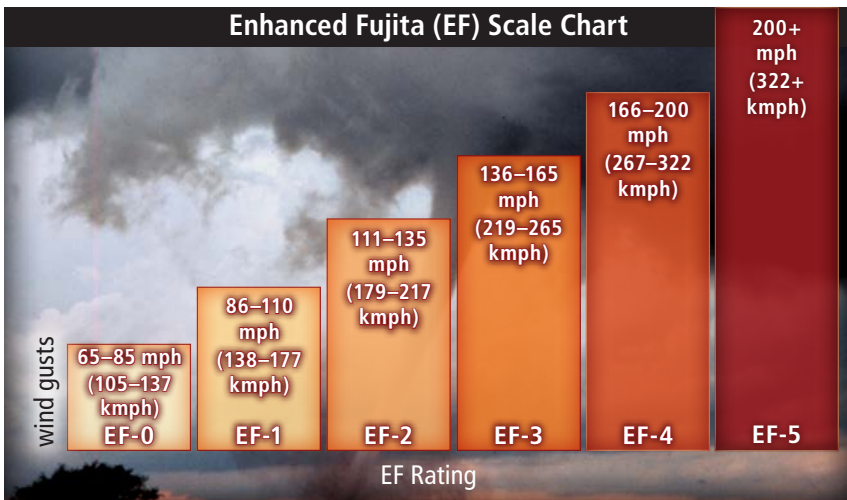 Enhanced Fujita (EF) Scale Chart
200+
mph
(322+
kmph)
166–200
mph
(267–322
kmph)
136–165
mph
(219–265
kmph)
111–135
mph
(179–217
kmph)
86–110
mph
(138–177
kmph)
65–85 mph
(105–137
kmph)
wind gusts
EF-0
EF-1
EF-2
EF-3
EF-4
EF-5
EF Rating